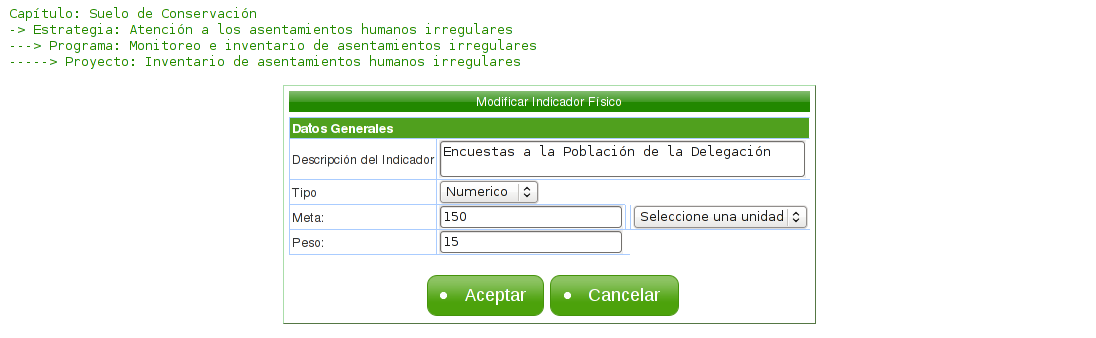 Capítulo: Suelo de Conservación
-> Estrategia: Atención a los asentamientos humanos irregulares
---> Programa: Monitoreo e inventario de asentamientos humanos irregulares
-----> Proyecto: Inventario de asentamientos humanos irregulares
Modificar Indicador Físico
Datos Generales
Descripción del Indicador Encuestas a la Población de la Delegación
Tipo Numerico
Meta: 150 Seleccione una unidad
Peso: 15
Aceptar Cancelar